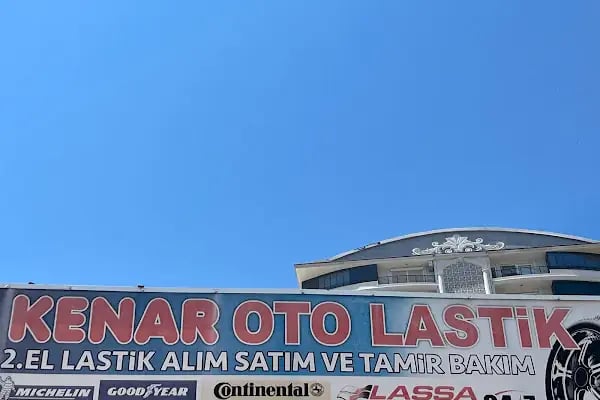 KENAR OTO LASTİK
2.EL LASTİK ALIM SATIM VE TAMİR BAKIM
MICHELIN GOODYEAR Continental LASSA